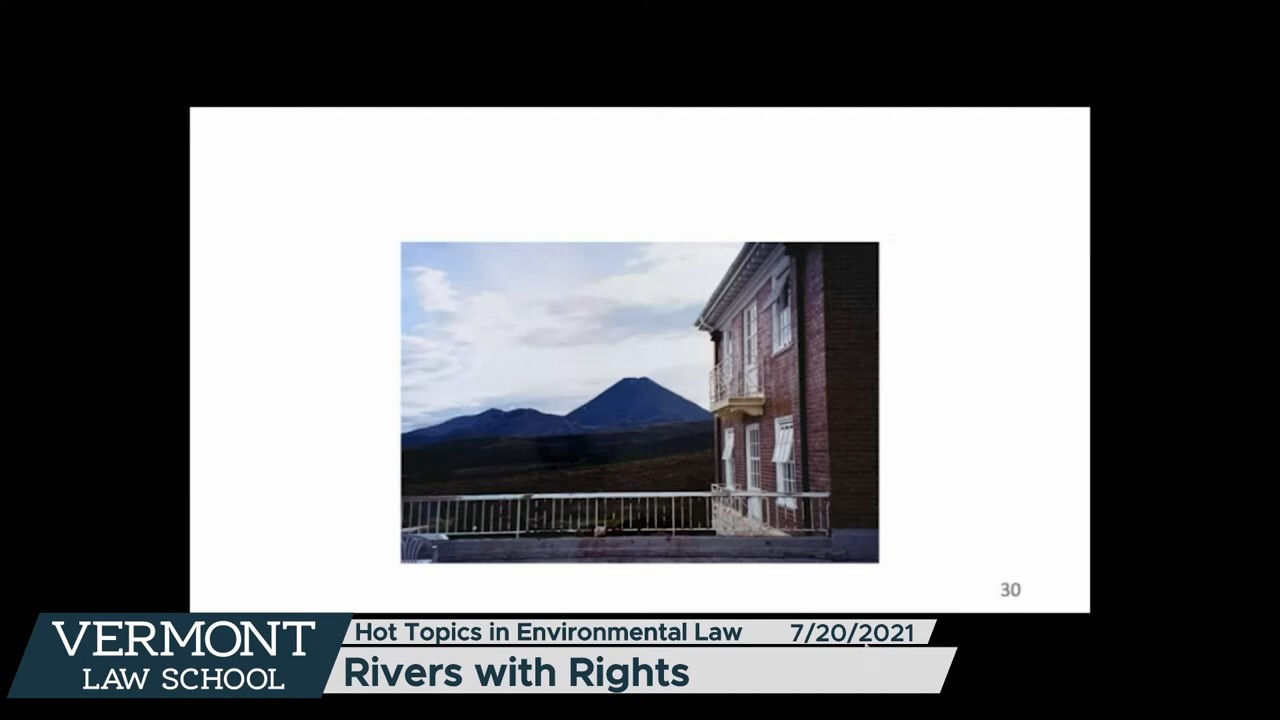 30
VERMONT
LAW SCHOOL
Hot Topics in Environmental Law 7/20/2021
Rivers with Rights